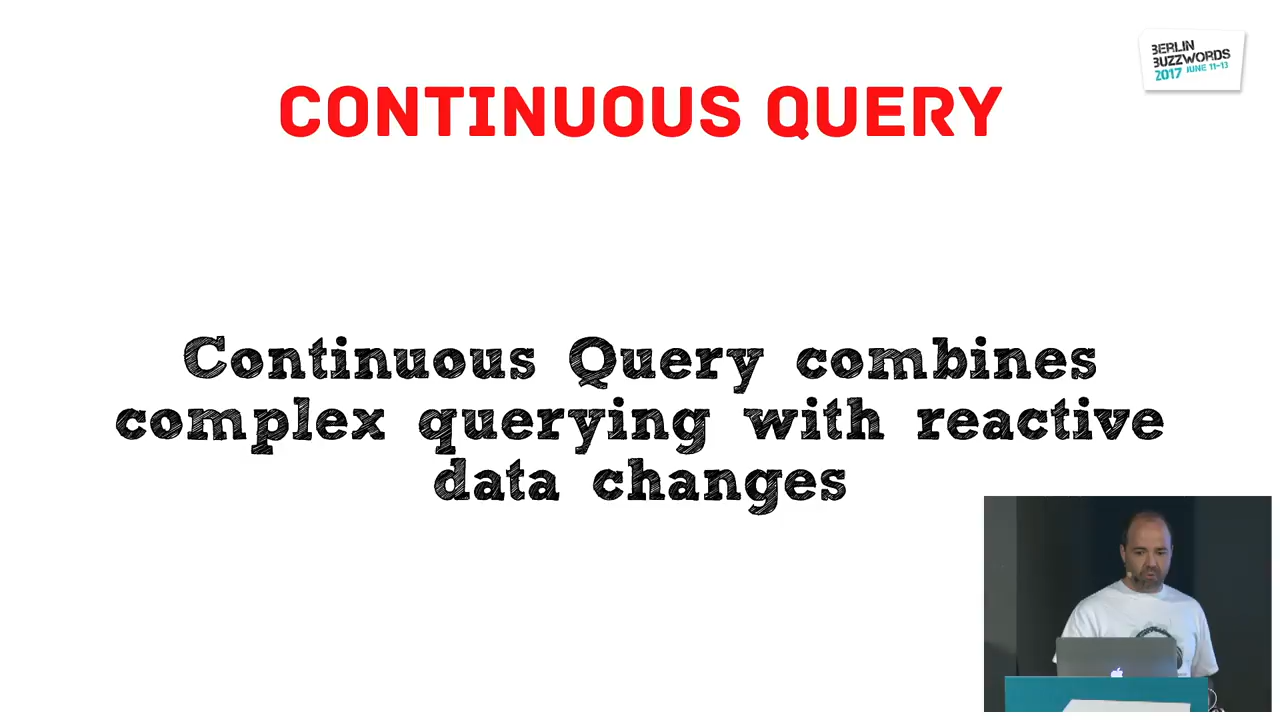 BERLIN
BUZZWORDS
2017 JUNE 11-13
CONTINUOUS QUERY
Continuous Query combines
complex querying with reactive
data changes